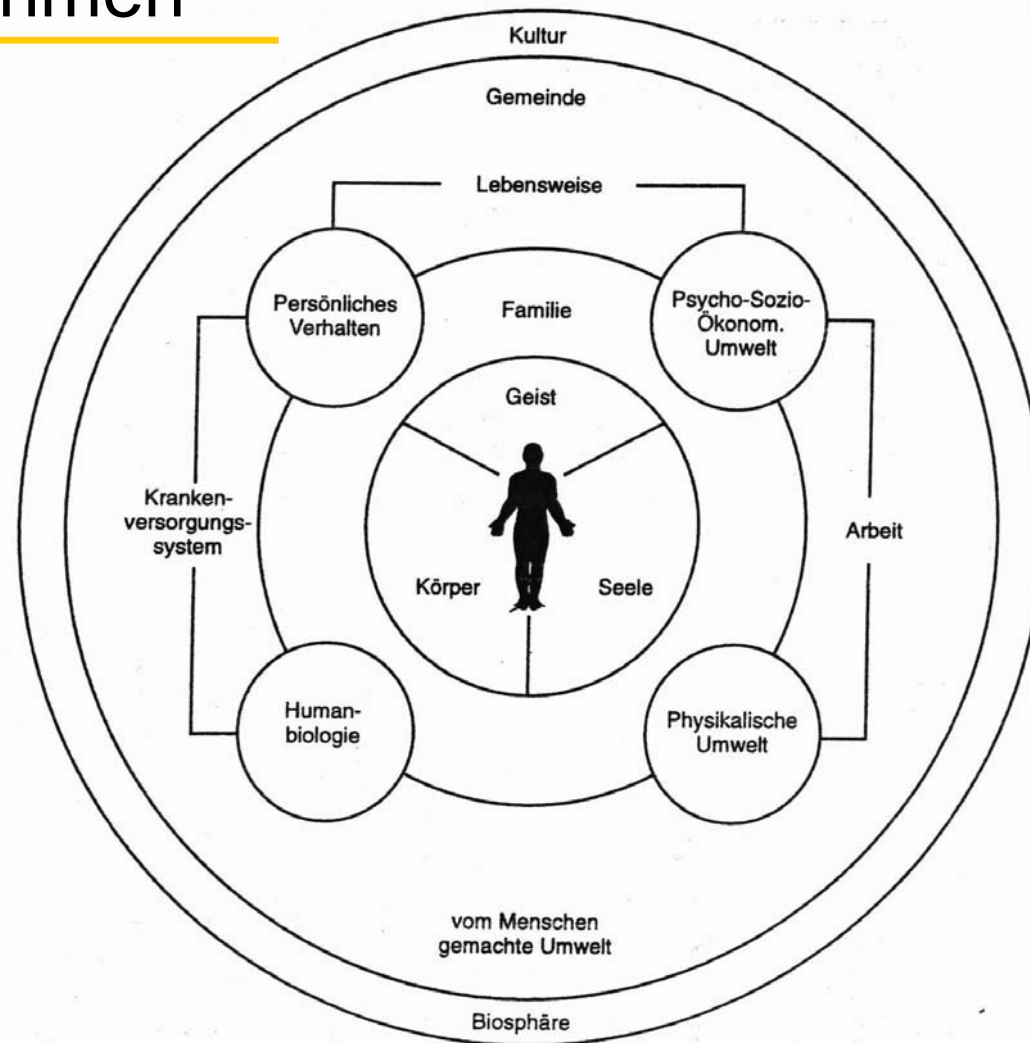 Kultur
Gemeinde
Lebensweise
Persönliches
Verhalten
Familie
Psycho-Sozio-
Ökonom.
Umwelt
Geist
Kranken-
versorgungs-
system
Arbeit
Körper
Seele
Human-
biologie
Physikalische
Umwelt
vom Menschen
gemachte Umwelt
Biosphäre